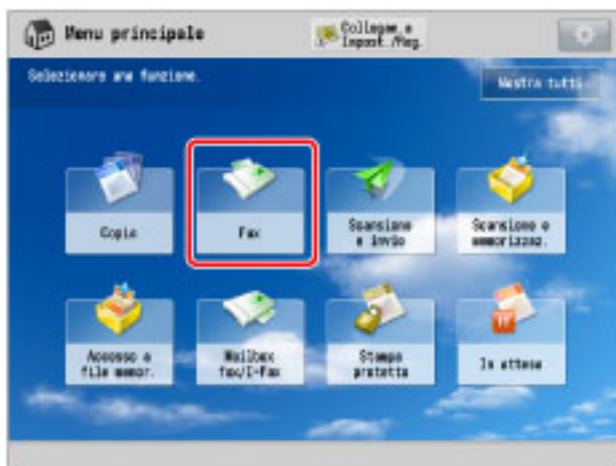 Menu principale
Collegam. a
Impost./Reg.
Selezionare una funzione.
Mostra tutti
Copia
Fax
Scansione
e invio
Scansione e
memorizzaz.
Accesso a
file memor.
Mailbox
fax/I-Fax
Stampa
protetta
In attesa